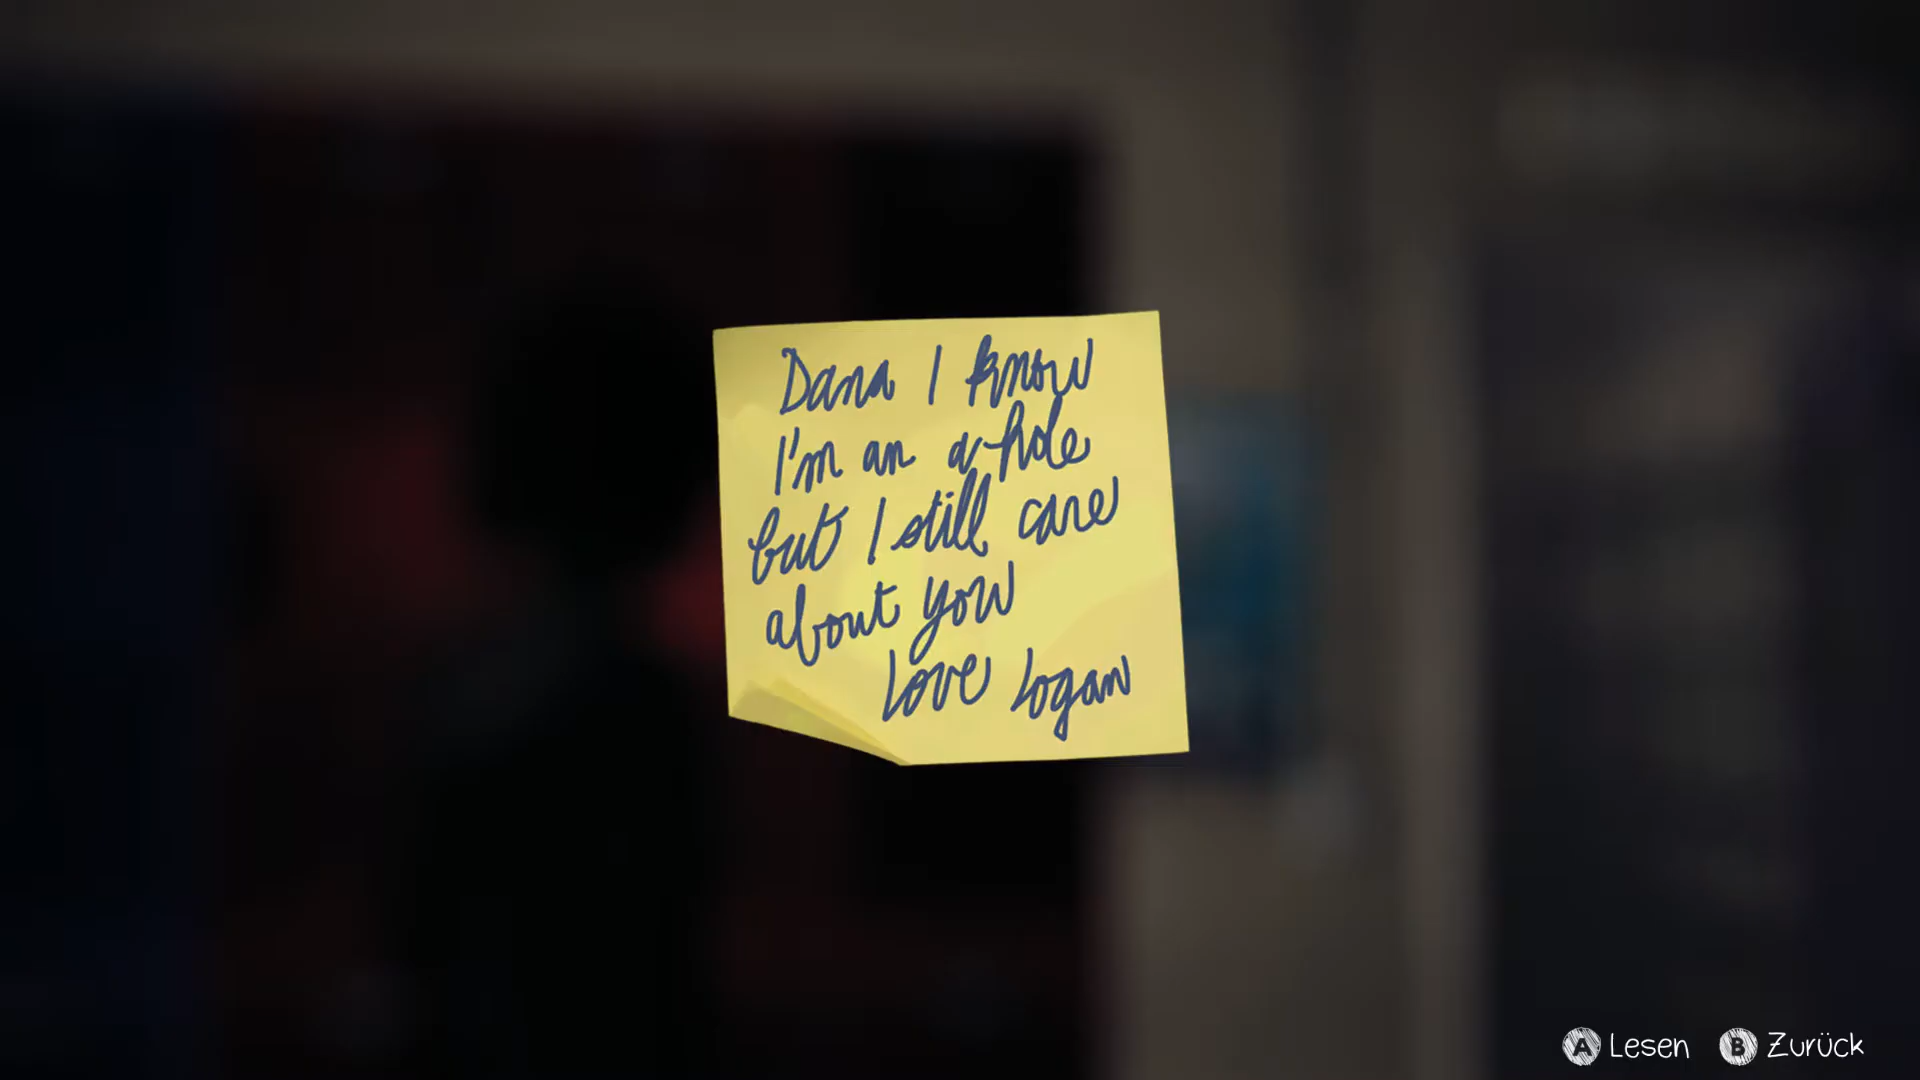 Dana I know
I'm an a-hole
but I still care
about you
Love Logan
A Lesen B Zurück